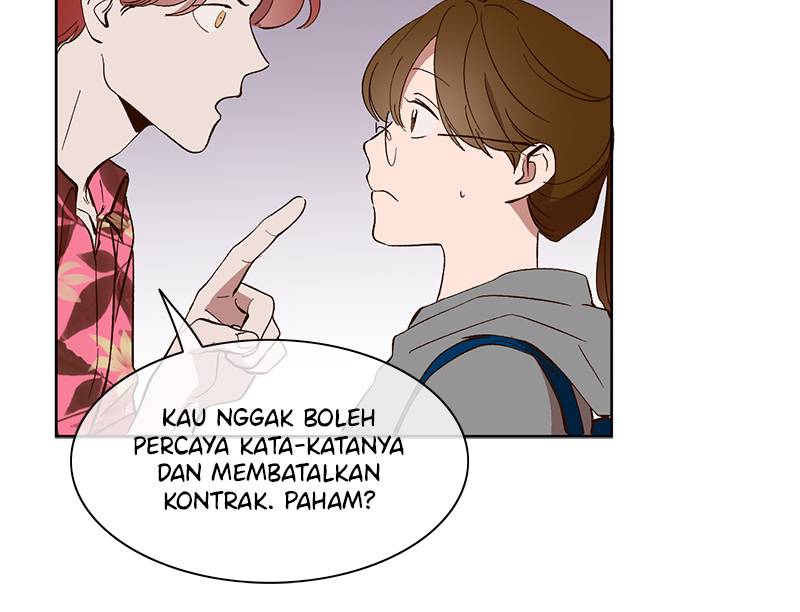 KAU NGGAK BOLEH
PERCAYA KATA-KATANYA
DAN MEMBATALKAN
KONTRAK. PAHAM?